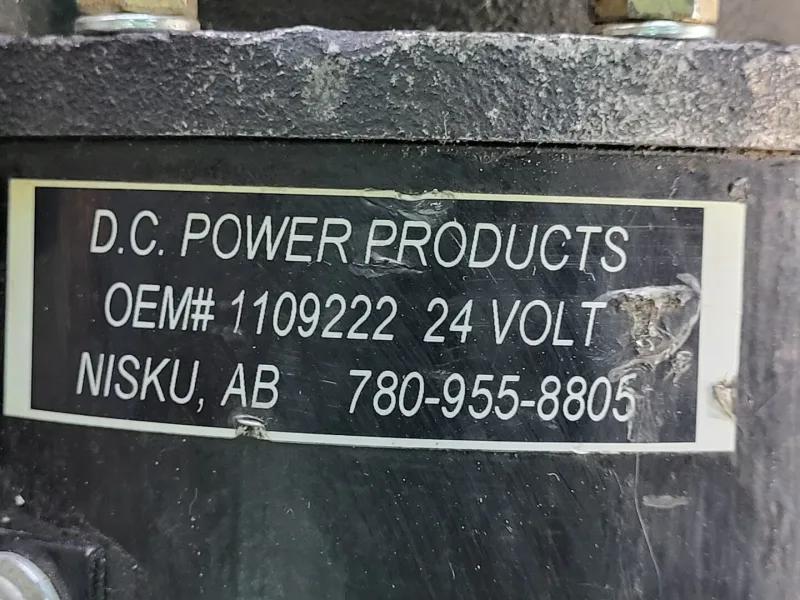 D.C. POWER PRODUCTS
OEM# 1109222 24 VOLT
NISKU, AB 780-955-8805